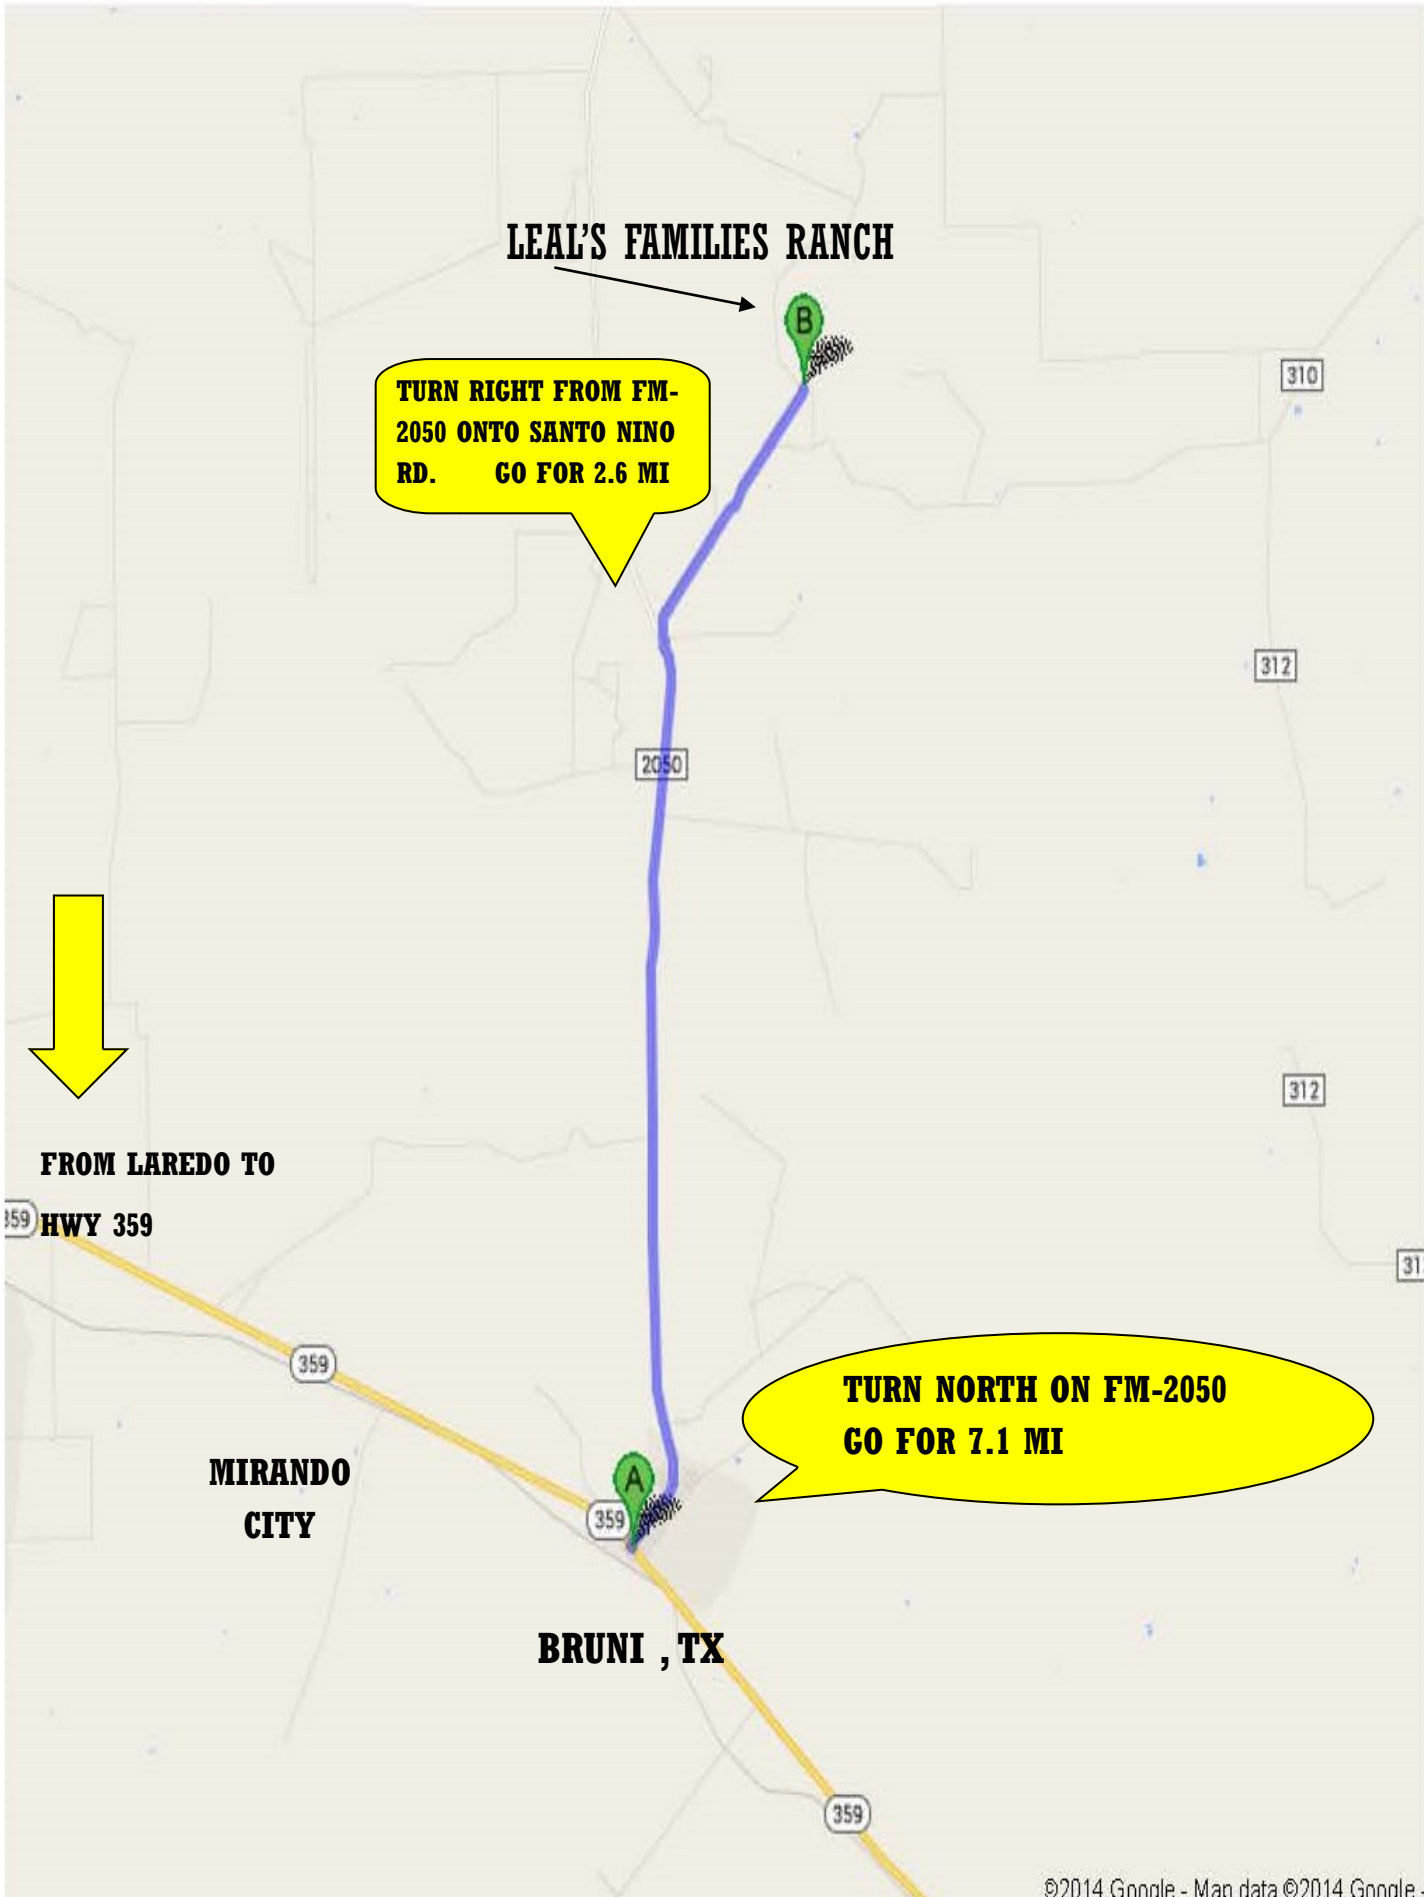 LEAL'S FAMILIES RANCH
B
TURN RIGHT FROM FM-
2050 ONTO SANTO NINO
RD. GO FOR 2.6 MI
310
312
2050
312
FROM LAREDO TO
359 HWY 359
31
359
TURN NORTH ON FM-2050
GO FOR 7.1 MI
MIRANDO
CITY
A
359
BRUNI , TX
359
©2014 Google - Map data ©2014 Google -